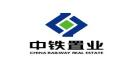 中铁置业
CHINA RAILWAY REAL ESTATE